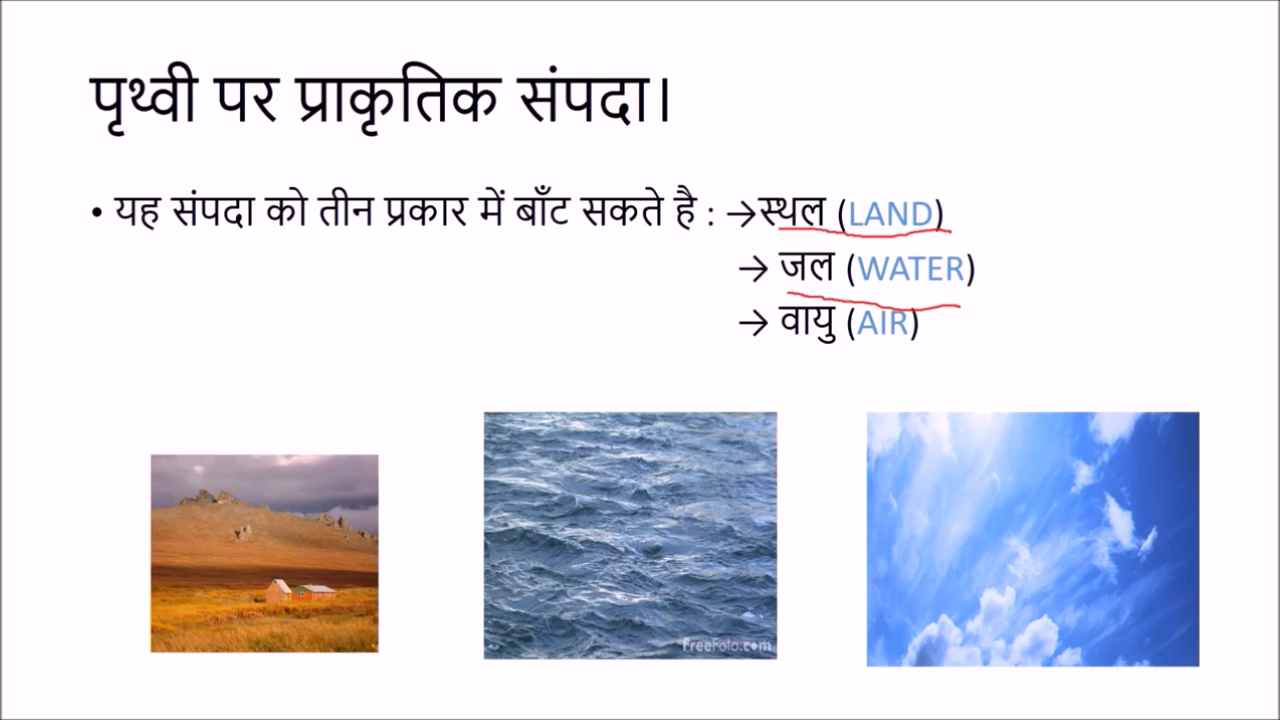 पृथ्वी पर प्राकृतिक संपदा।
• यह संपदा को तीन प्रकार में बाँट सकते है : →स्थल (LAND)
→ जल (WATER)
→ वायु (AIR)
FreeFoto.com